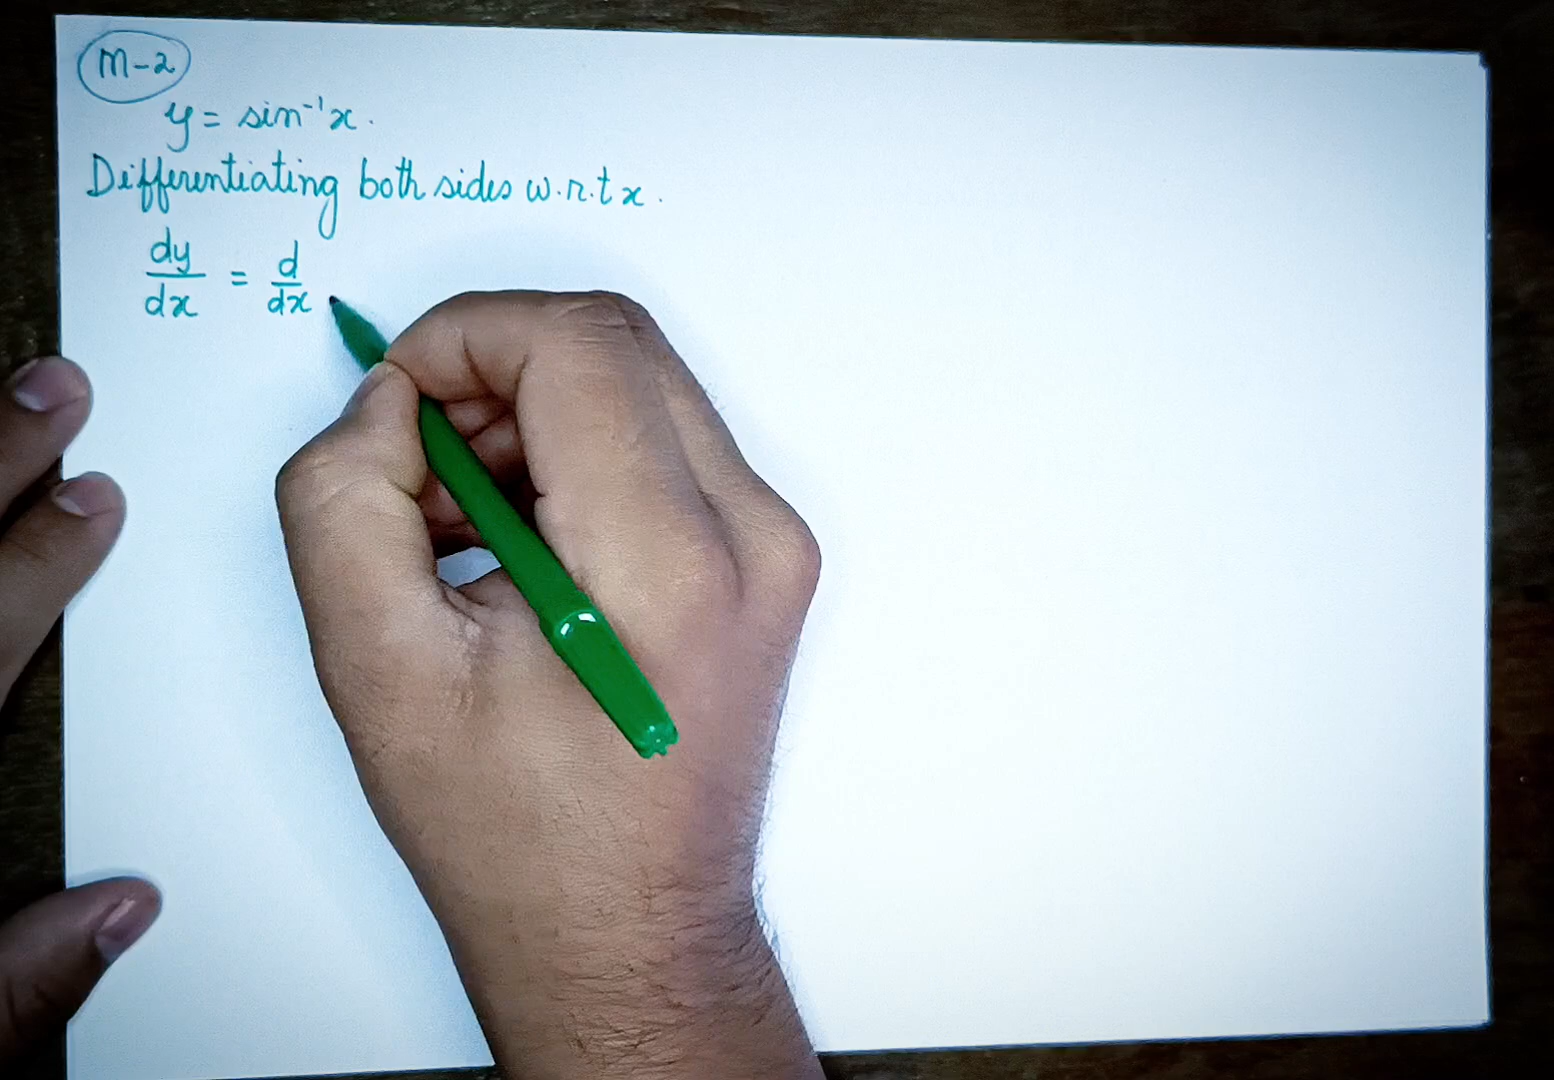 M-2
y = sin⁻¹x.
Differentiating both sides w.r.t x.
dy/dx = d/dx